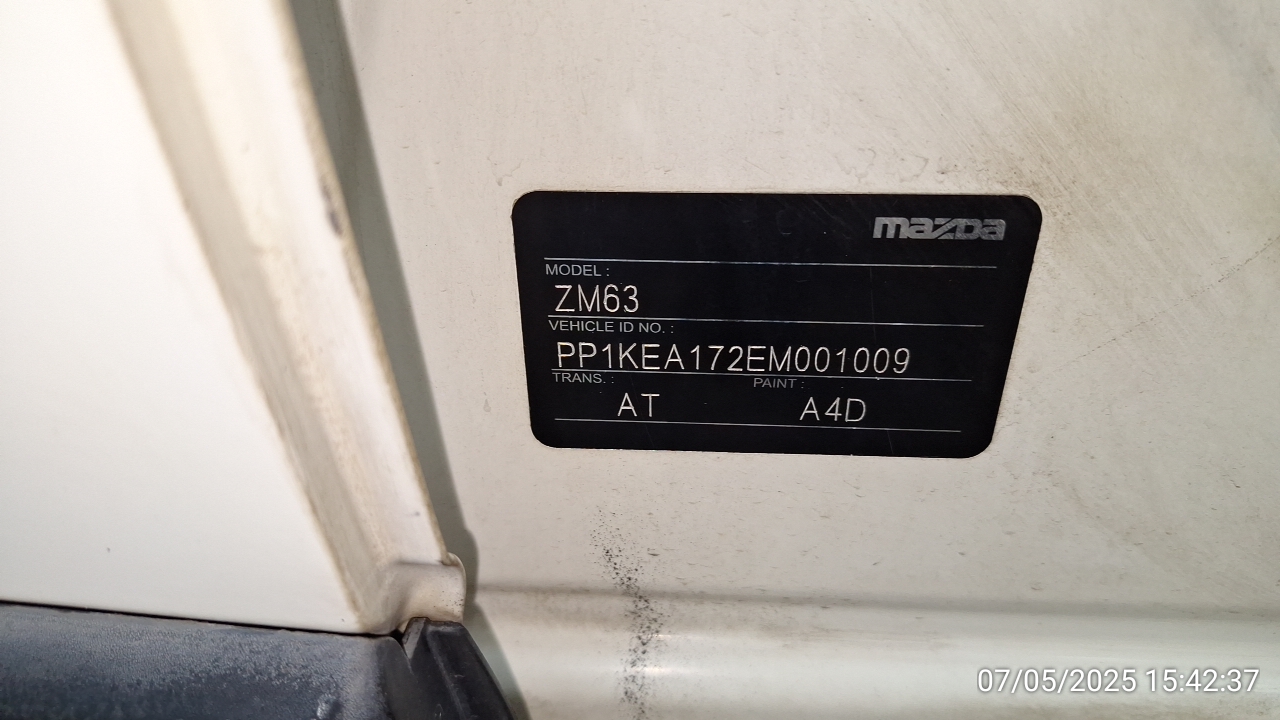 mazda
MODEL :
ZM63
VEHICLE ID NO. :
PP1KEA172EM001009
TRANS. : PAINT :
AT A4D
07/05/2025 15:42:37